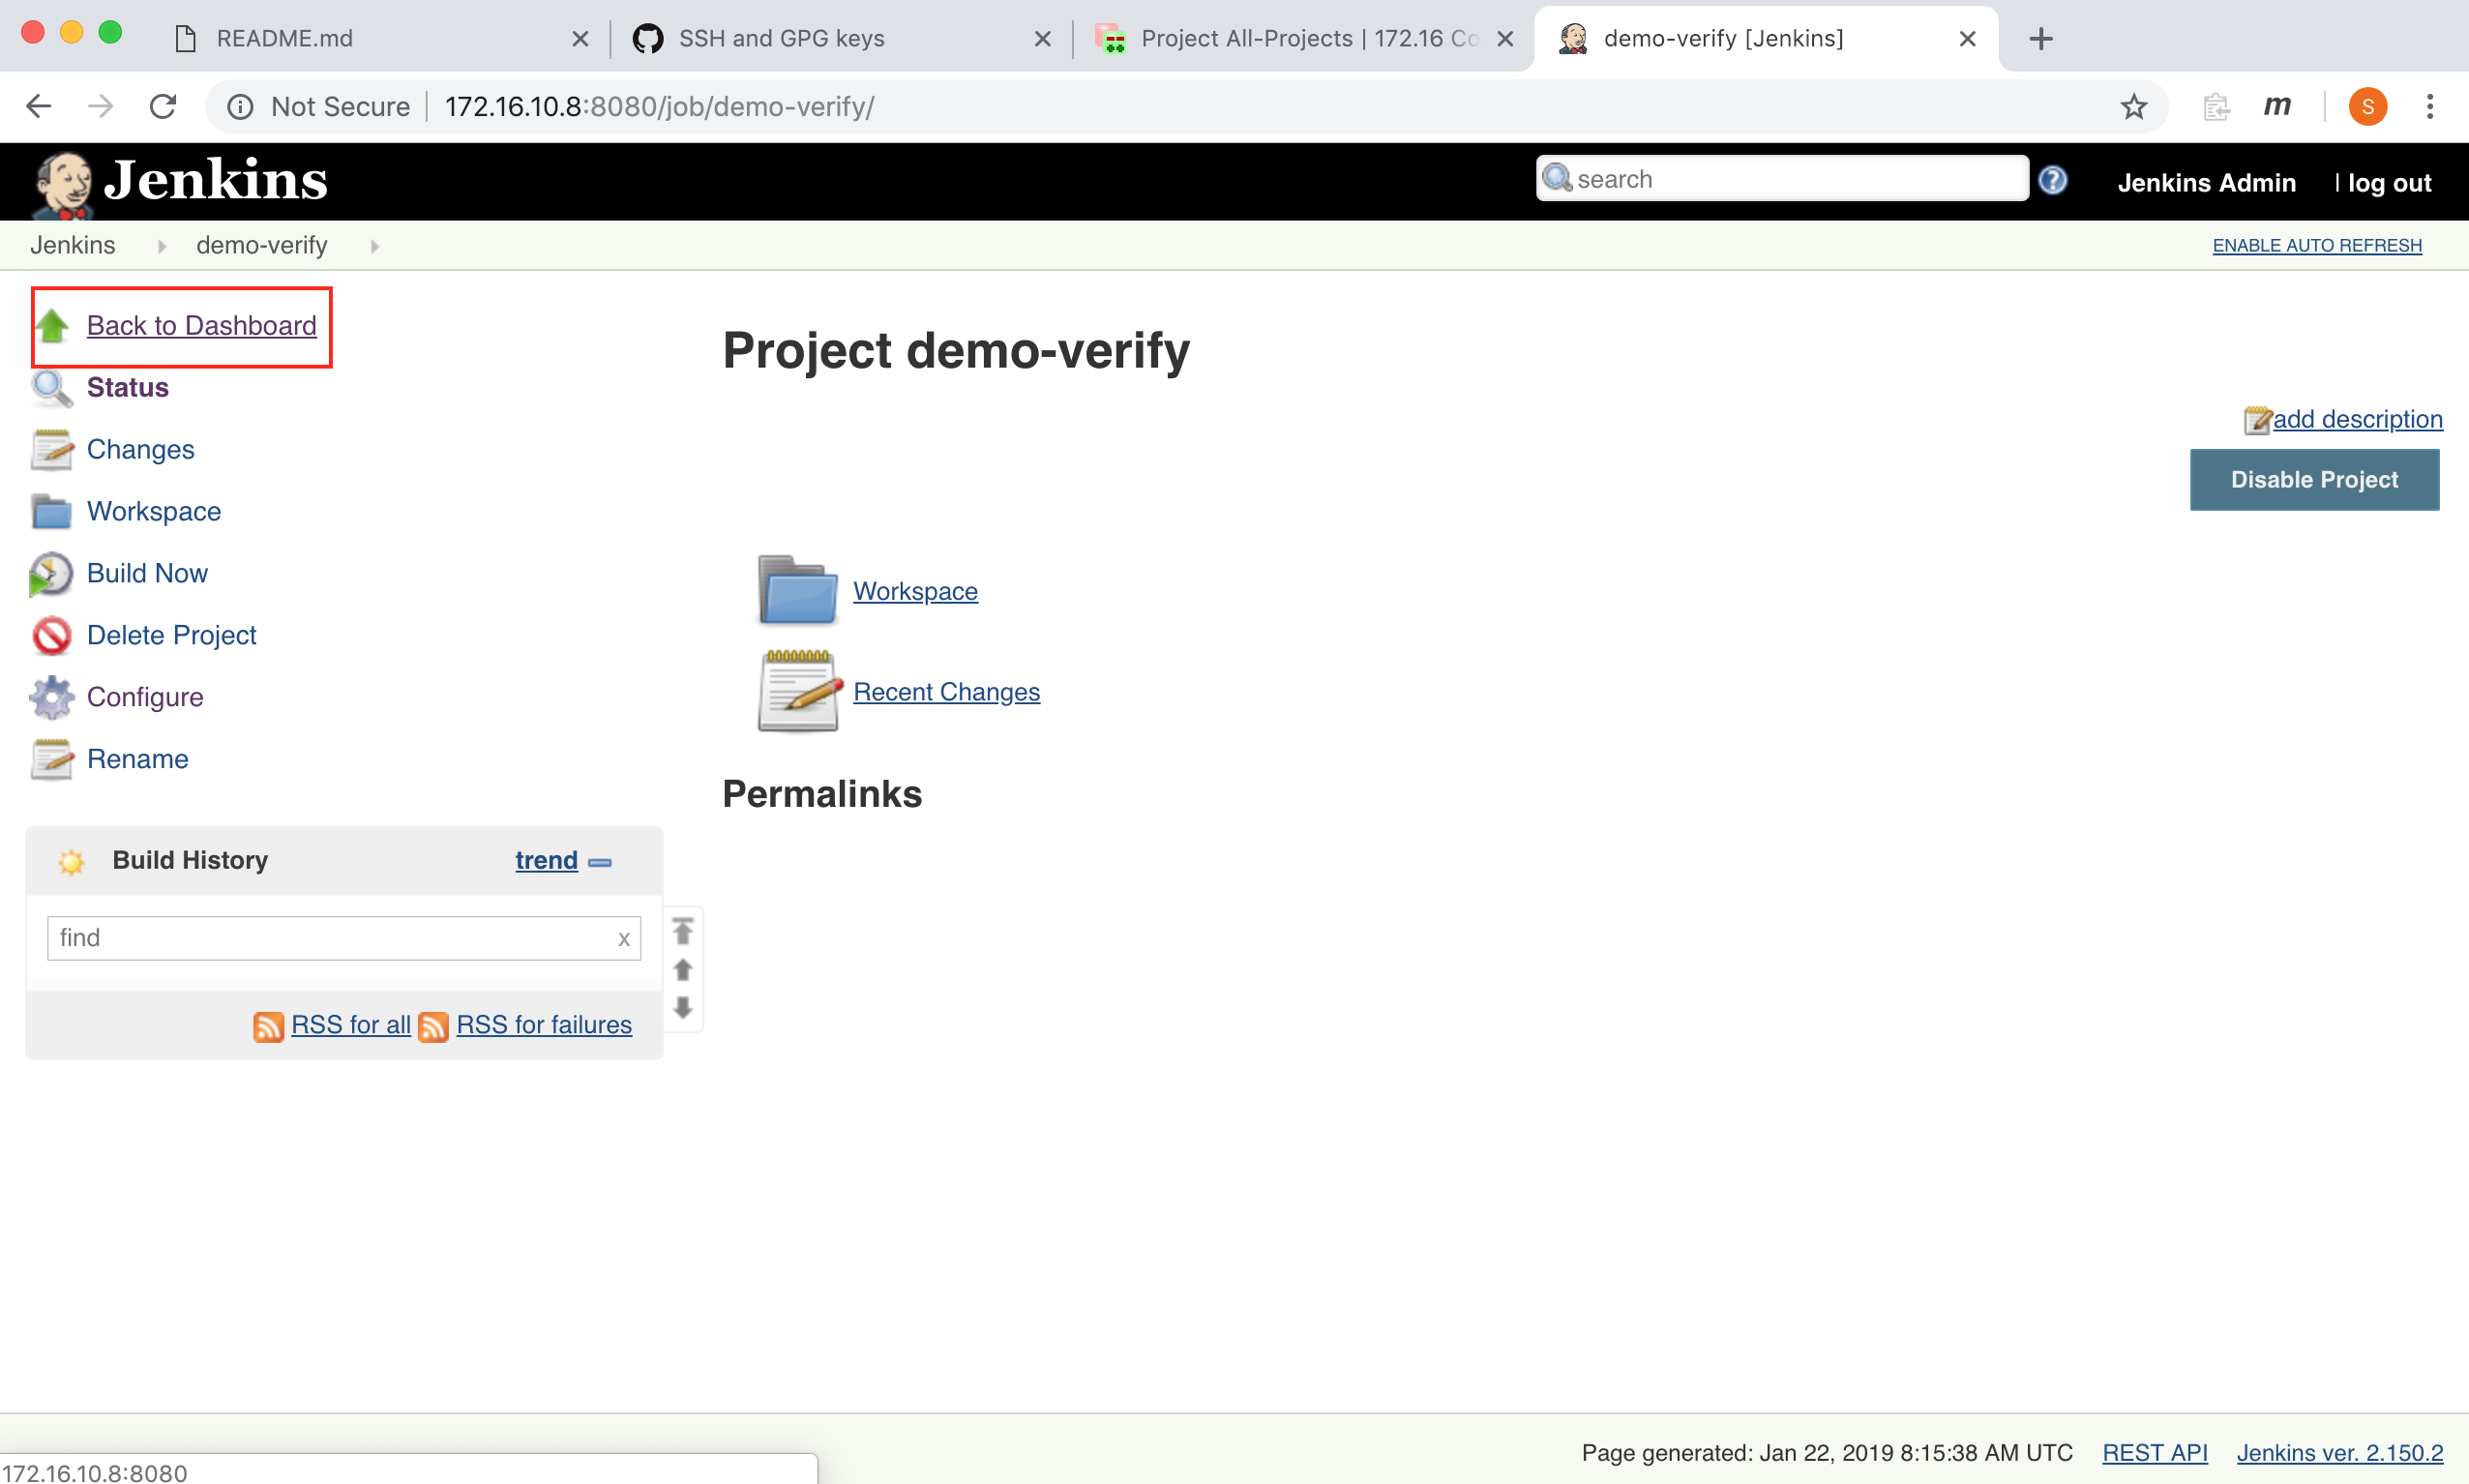 README.md
SSH and GPG keys
Project All-Projects | 172.16 Co
demo-verify [Jenkins]
Not Secure | 172.16.10.8:8080/job/demo-verify/
m
S
Jenkins
search
?
Jenkins Admin | log out
Jenkins demo-verify
ENABLE AUTO REFRESH
Back to Dashboard
Status
Changes
Workspace
Build Now
Delete Project
Configure
Rename
Build History trend
find x
RSS for all RSS for failures
Project demo-verify
add description
Disable Project
Workspace
Recent Changes
Permalinks
Page generated: Jan 22, 2019 8:15:38 AM UTC REST API Jenkins ver. 2.150.2
172.16.10.8:8080